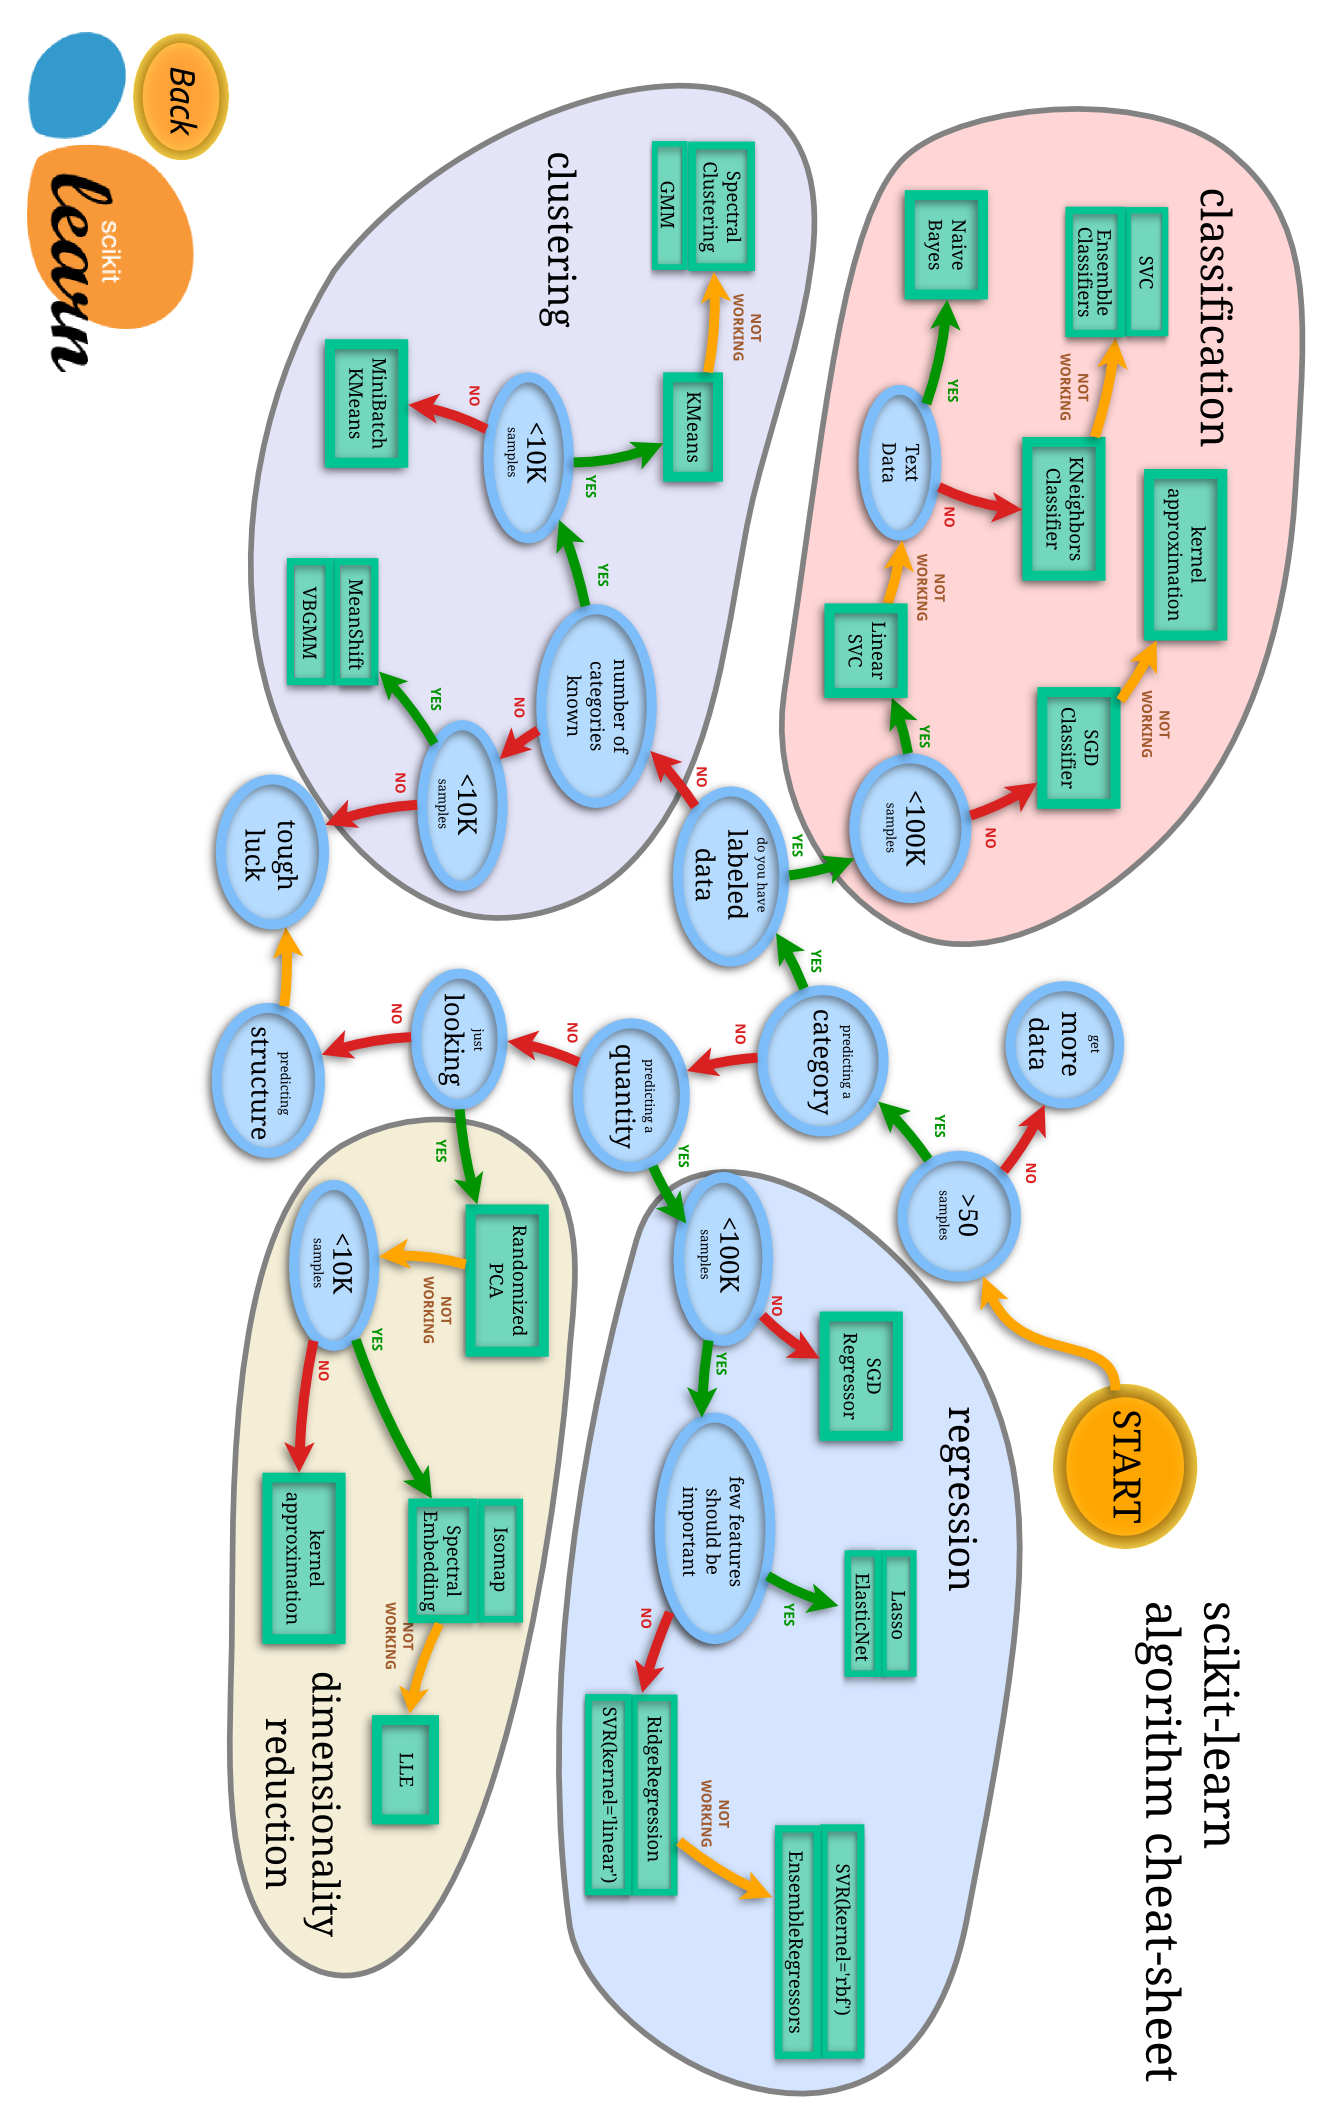 scikit-learn
algorithm cheat-sheet
START
>50
samples
NO
get
more
data
YES
predicting a
category
YES
do you have
labeled
data
YES
classification
<100K
samples
NO
SGD
Classifier
NOT
WORKING
kernel
approximation
YES
Linear
SVC
NOT
WORKING
Text
Data
YES
Naive
Bayes
NO
KNeighbors
Classifier
NOT
WORKING
SVC
Ensemble
Classifiers
NO
clustering
number of
categories
known
YES
<10K
samples
YES
KMeans
NOT
WORKING
Spectral
Clustering
GMM
NO
MiniBatch
KMeans
NO
<10K
samples
YES
MeanShift
VBGMM
NO
tough
luck
NO
predicting a
quantity
YES
regression
<100K
samples
NO
SGD
Regressor
YES
few features
should be
important
YES
Lasso
ElasticNet
NO
RidgeRegression
SVR(kernel='linear')
NOT
WORKING
SVR(kernel='rbf')
EnsembleRegressors
NO
just
looking
YES
dimensionality
reduction
Randomized
PCA
NOT
WORKING
<10K
samples
YES
Isomap
Spectral
Embedding
NOT
WORKING
LLE
NO
kernel
approximation
NO
predicting
structure
Back
scikit
learn